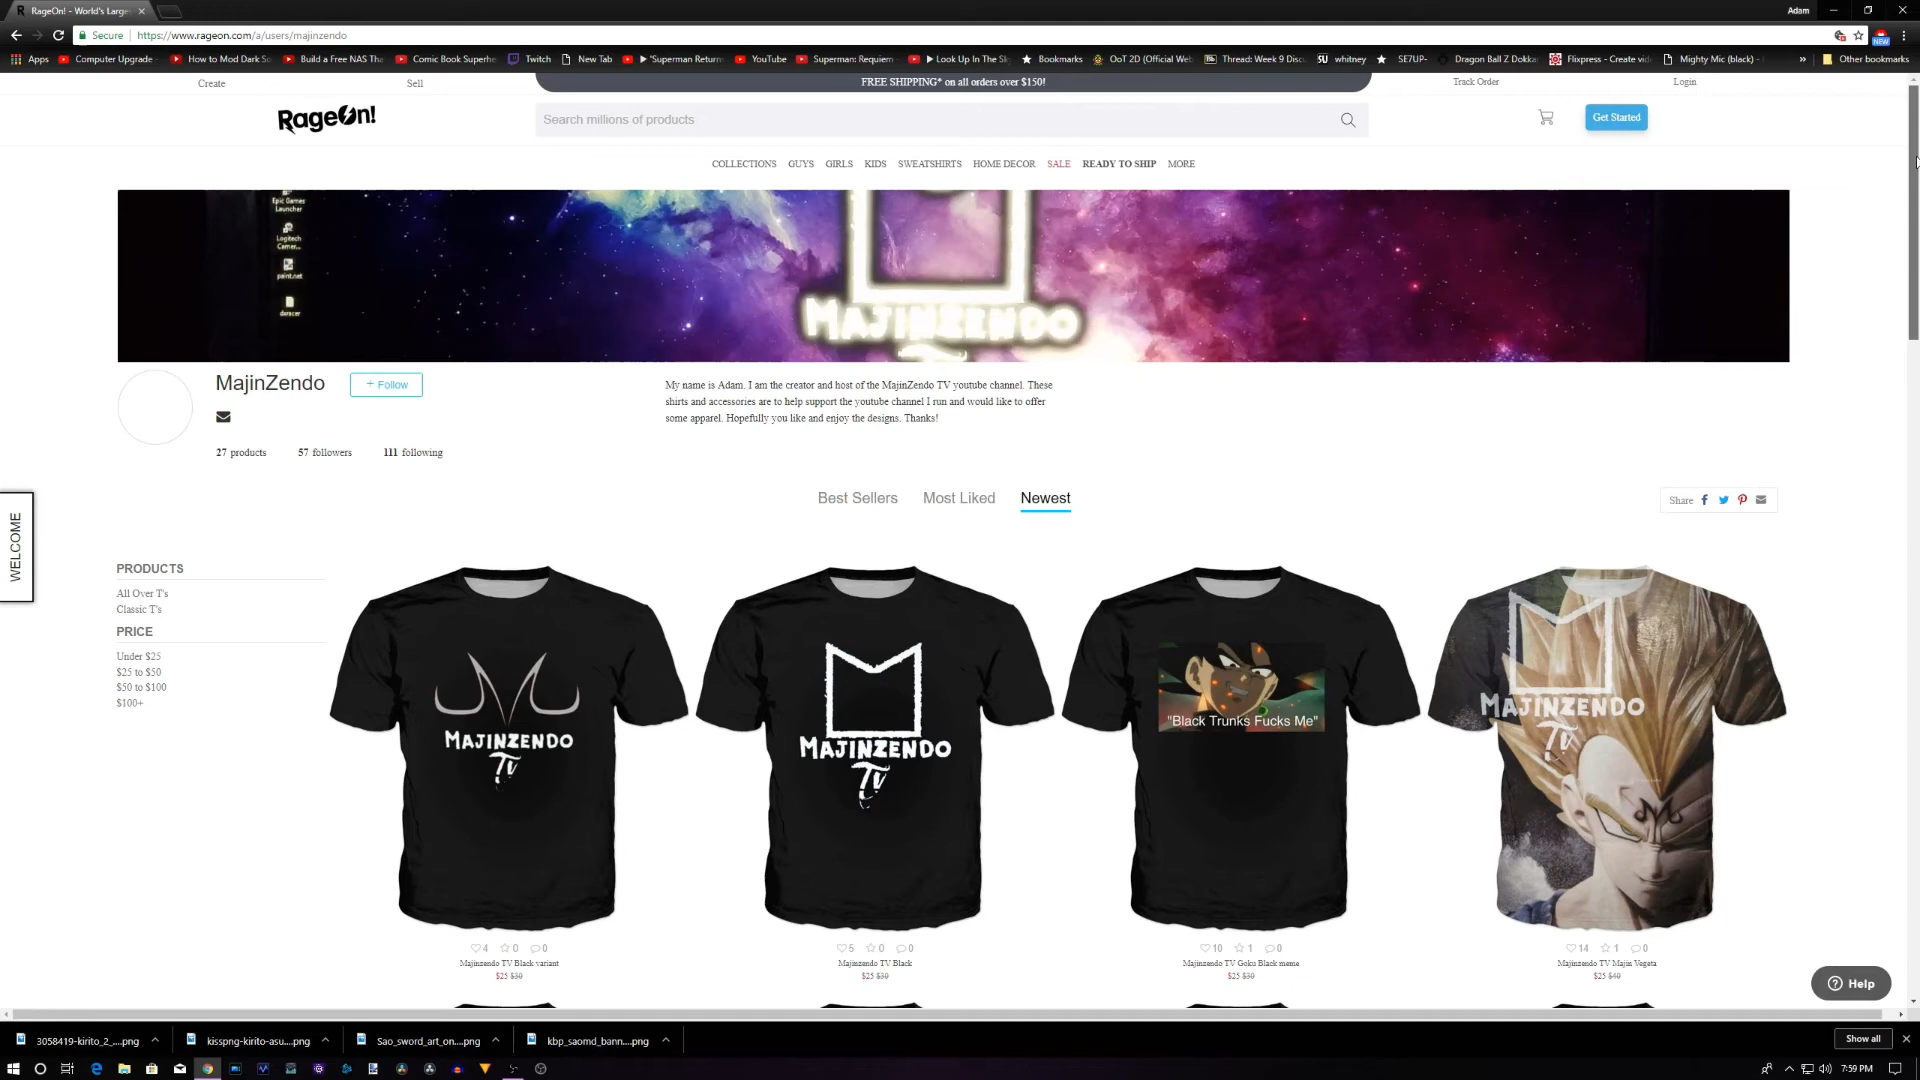 RageOn! - World's Large
Adam
Secure
https://www.rageon.com/a/users/majinzendo
NEW
Apps
Computer Upgrade -
How to Mod Dark So
Build a Free NAS Tha
Comic Book Superhe
Twitch
New Tab
'Superman Return
YouTube
Superman: Requiem
Look Up In The Sk
Bookmarks
OoT 2D (Official Web
Thread: Week 9 Discu
whitney
SE7UP-
Dragon Ball Z Dokka
Flixpress - Create vid
Mighty Mic (black) -
»
Other bookmarks
Create
Sell
FREE SHIPPING* on all orders over $150!
Track Order
Login
RageOn!
Search millions of products
Get Started
COLLECTIONS GUYS GIRLS KIDS SWEATSHIRTS HOME DECOR SALE READY TO SHIP MORE
Epic Games
Launcher
Logitech
Gamer...
paint.net
MAJINZENDO
MajinZendo
+ Follow
27 products 57 followers 111 following
My name is Adam. I am the creator and host of the MajinZendo TV youtube channel. These
shirts and accessories are to help support the youtube channel I run and would like to offer
some apparel. Hopefully you like and enjoy the designs. Thanks!
Best Sellers Most Liked Newest
Share
WELCOME
PRODUCTS
All Over T's
Classic T's
PRICE
Under $25
$25 to $50
$50 to $100
$100+
MAJINZENDO
TV
MAJINZENDO
TV
"Black Trunks Fucks Me"
MAJINZENDO
TV
4 0 0
Majinzendo TV Black variant
$25 $30
5 0 0
Majinzendo TV Black
$25 $30
10 1 0
Majinzendo TV Goku Black meme
$25 $30
14 1 0
Majinzendo TV Majin Vegeta
$25 $40
Help
3058419-kirito_2_....png
kisspng-kirito-asu....png
Sao_sword_art_on....png
kbp_saomd_bann....png
Show all
7:59 PM